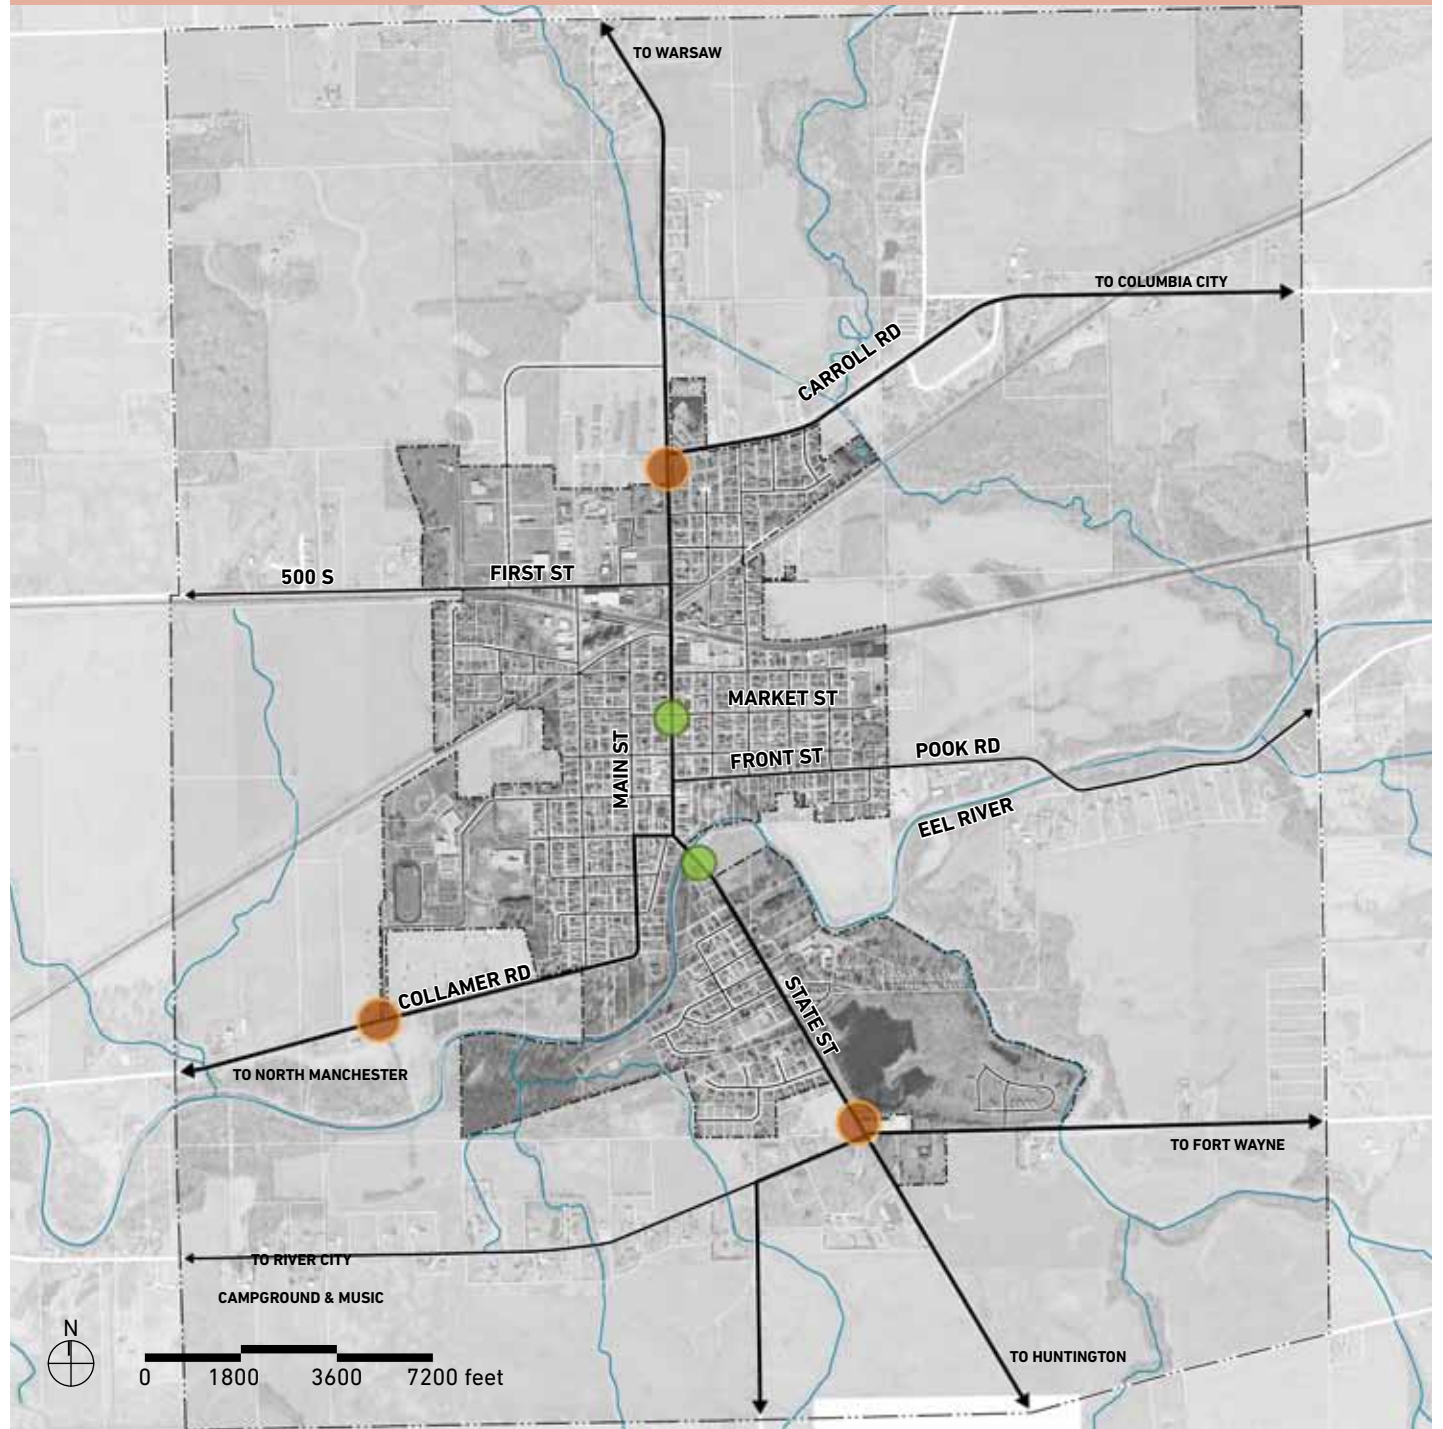 TO WARSAW
TO COLUMBIA CITY
CARROLL RD
500 S
FIRST ST
MARKET ST
MAIN ST
FRONT ST
POOK RD
EEL RIVER
COLLAMER RD
STATE ST
TO NORTH MANCHESTER
TO FORT WAYNE
TO RIVER CITY
CAMPGROUND & MUSIC
TO HUNTINGTON
N
0 1800 3600 7200 feet